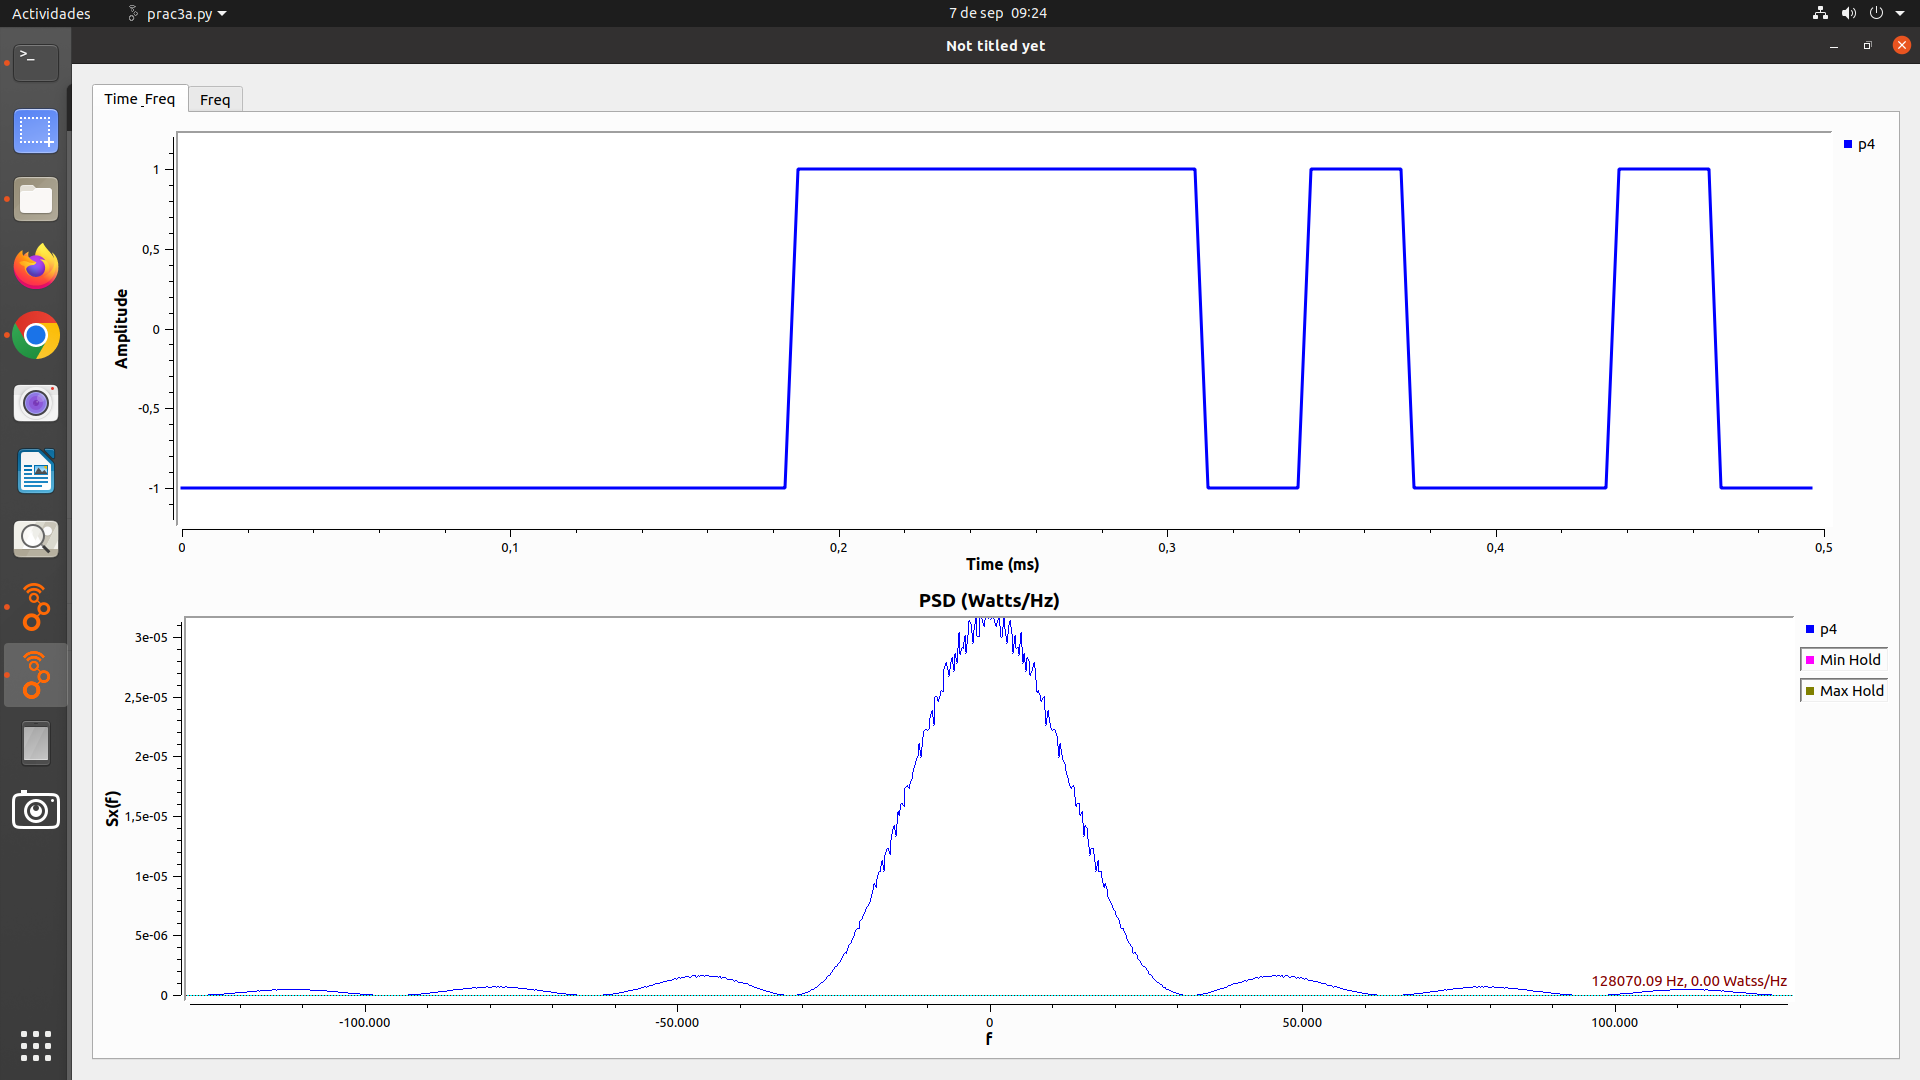 Actividades
prac3a.py
7 de sep 09:24
Not titled yet
Time_Freq
Freq
p4
1
0,5
0
-0,5
-1
Amplitude
0
0,1
0,2
0,3
0,4
0,5
Time (ms)
PSD (Watts/Hz)
p4
Min Hold
Max Hold
3e-05
2,5e-05
2e-05
1,5e-05
1e-05
5e-06
0
Sx(f)
128070.09 Hz, 0.00 Watss/Hz
-100.000
-50.000
0
50.000
100.000
f